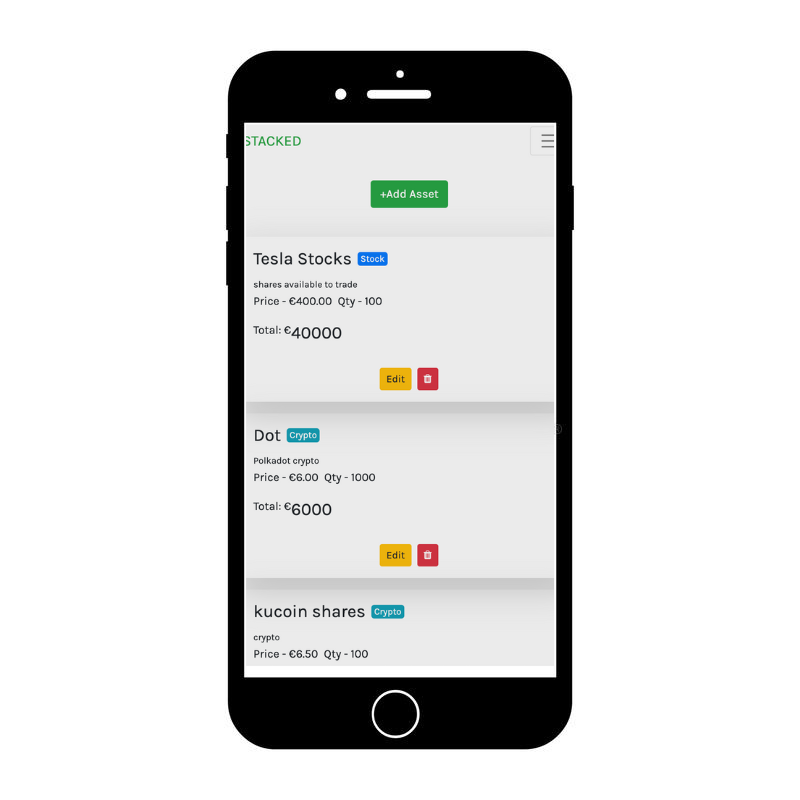 STACKED
+Add Asset
Tesla Stocks Stock
shares available to trade
Price - €400.00 Qty - 100
Total: €40000
Edit
Dot Crypto
Polkadot crypto
Price - €6.00 Qty - 1000
Total: €6000
Edit
kucoin shares Crypto
crypto
Price - €6.50 Qty - 100